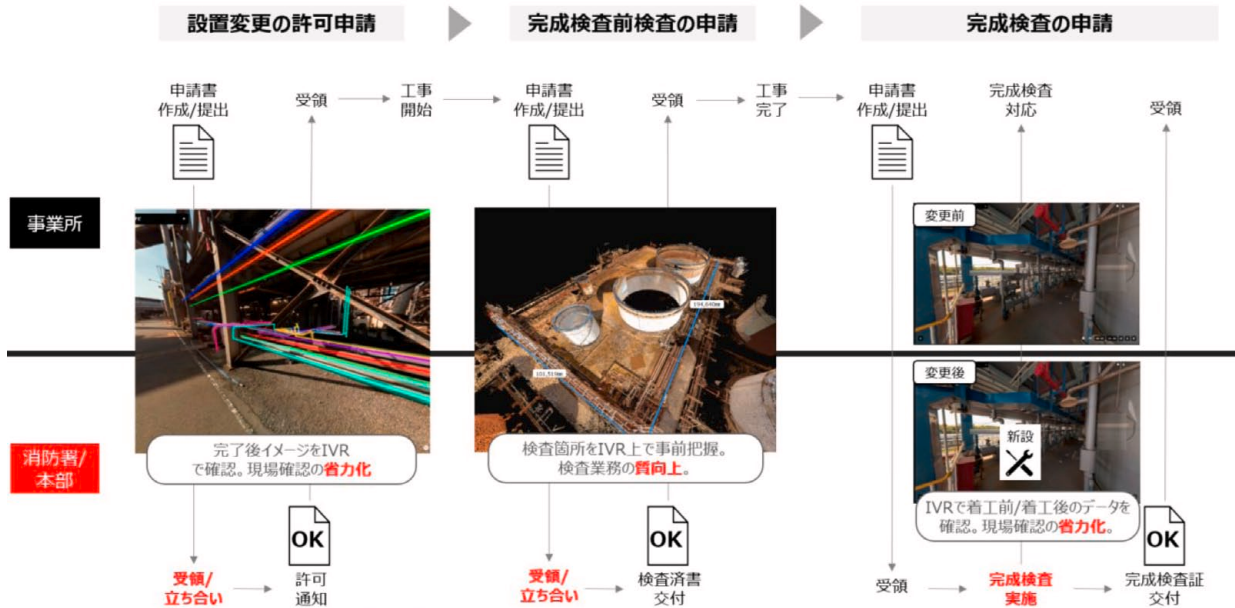 設置変更の許可申請
完成検査前検査の申請
完成検査の申請
申請書
作成/提出
受領
工事
開始
申請書
作成/提出
受領
工事
完了
申請書
作成/提出
完成検査
対応
受領
事業所
変更前
変更後
新設
消防署/
本部
完了後イメージをIVR
で確認。現場確認の省力化
検査箇所をIVR上で事前把握。
検査業務の質向上。
IVRで着工前/着工後のデータを
確認。現場確認の省力化。
OK
OK
OK
受領/
立ち合い
許可
通知
受領/
立ち合い
検査済書
交付
受領
完成検査
実施
完成検査証
交付